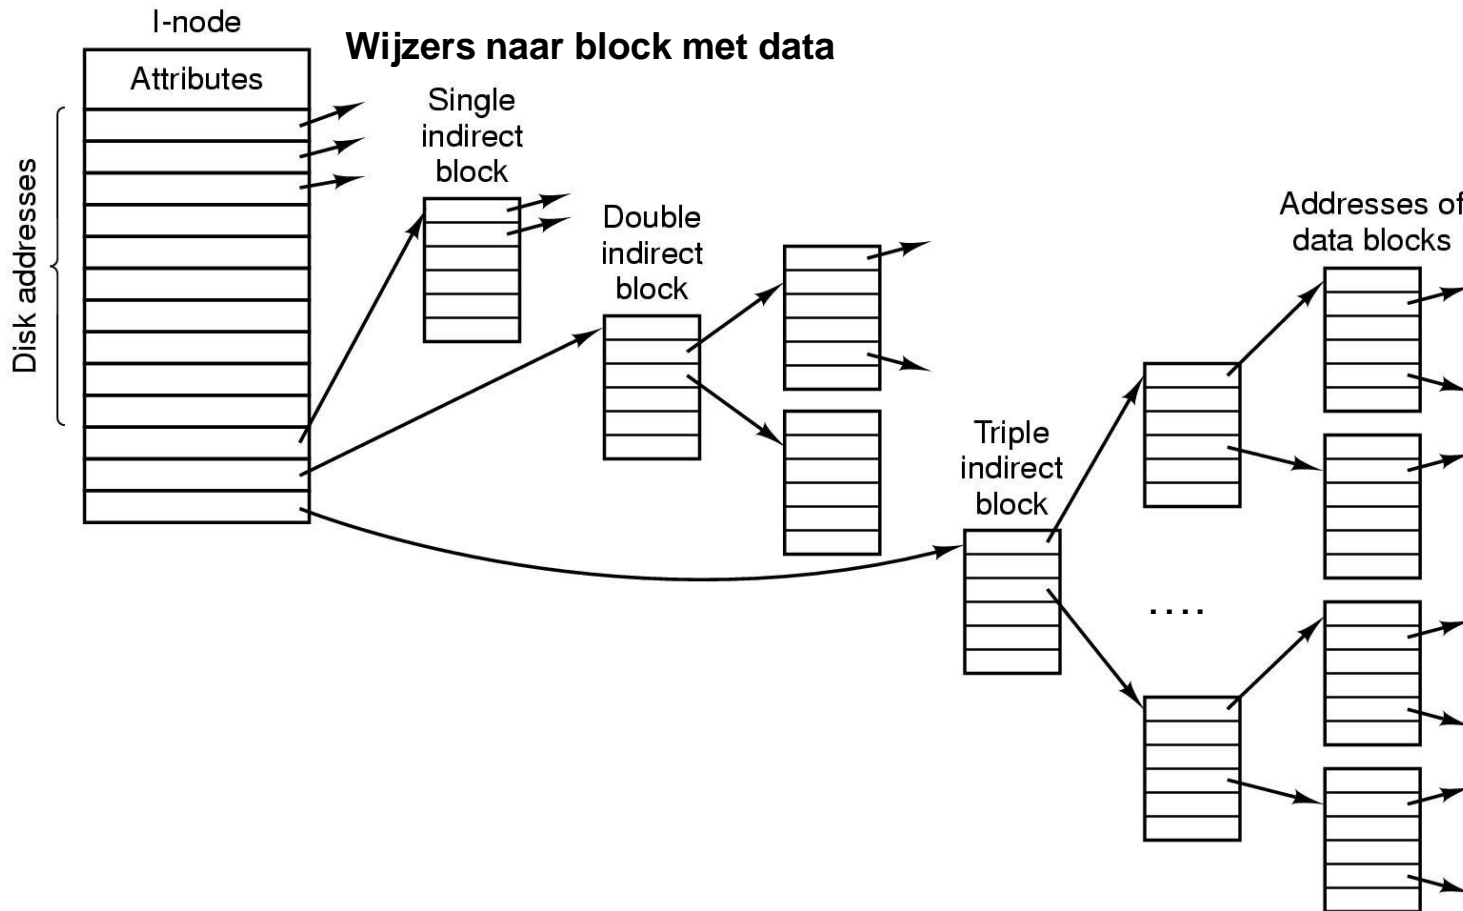 I-node
Wijzers naar block met data
Attributes
Disk addresses
Single
indirect
block
Double
indirect
block
Triple
indirect
block
....
Addresses of
data blocks